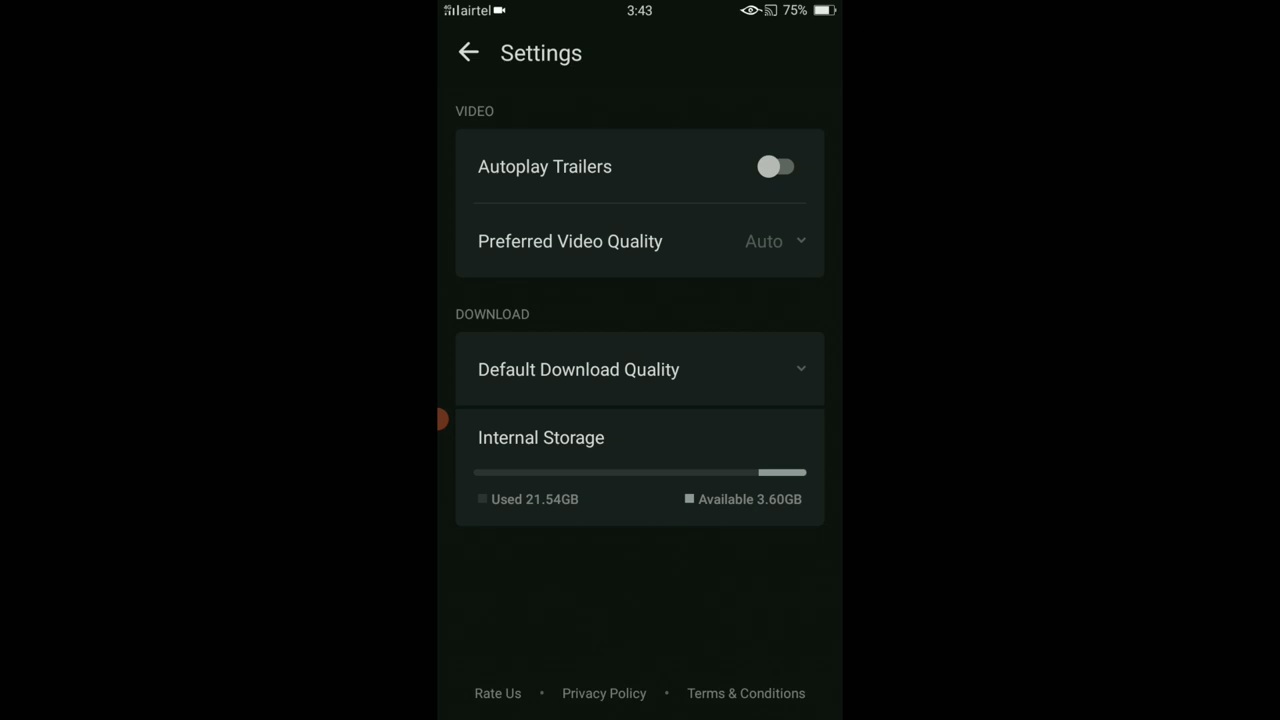 4G airtel 3:43 75%
Settings
VIDEO
Autoplay Trailers
Preferred Video Quality Auto
DOWNLOAD
Default Download Quality
Internal Storage
Used 21.54GB Available 3.60GB
Rate Us • Privacy Policy • Terms & Conditions